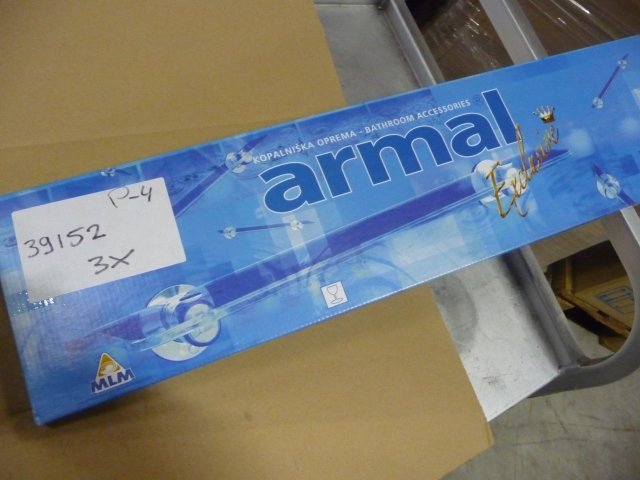 KOPALNIŠKA OPREMA - BATHROOM ACCESSORIES
armal
Exclusive
P-4
39152
3X
MLM